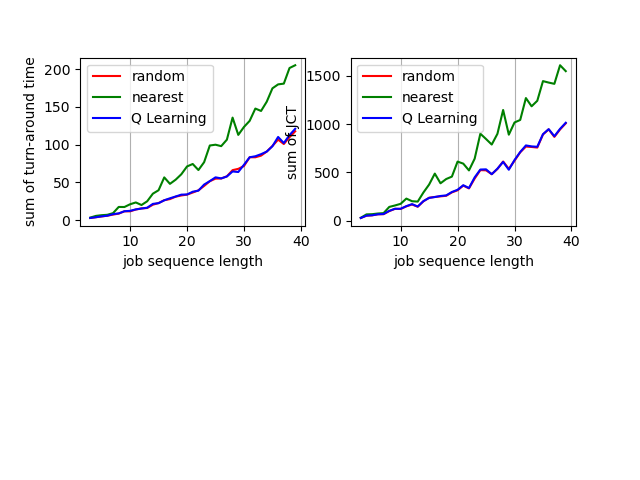 sum of turn-around time
200
150
100
50
0
random
nearest
Q Learning
10
20
30
40
job sequence length
sum of JCT
1500
1000
500
0
random
nearest
Q Learning
10
20
30
40
job sequence length